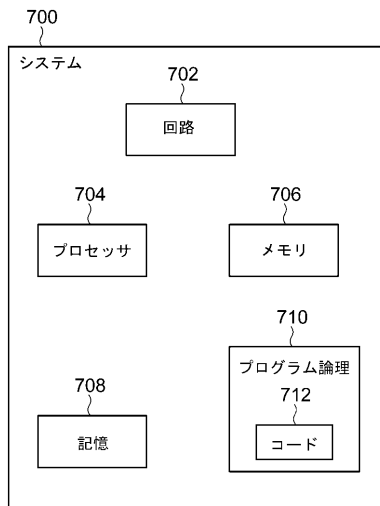 700
システム
702
回路
704
706
プロセッサ
メモリ
710
プログラム論理
708
712
記憶
コード